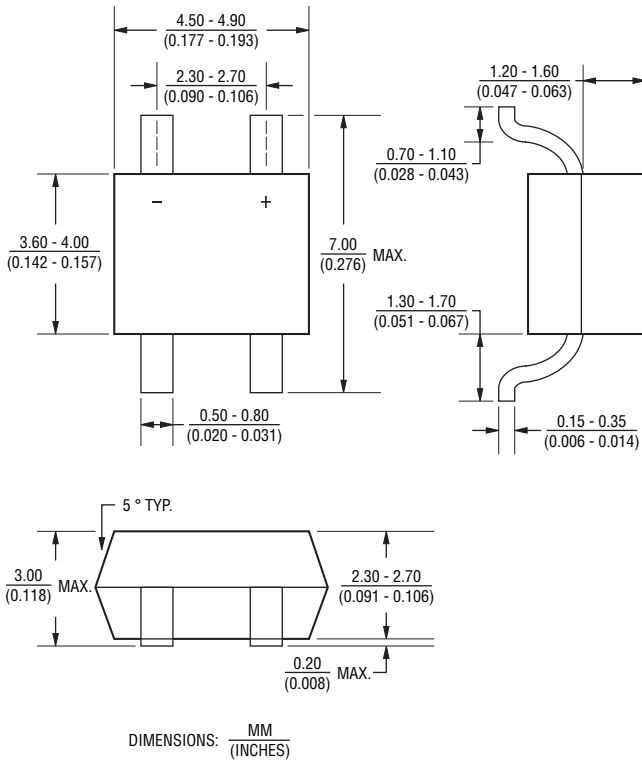 4.50 - 4.90
(0.177 - 0.193)
2.30 - 2.70
(0.090 - 0.106)
1.20 - 1.60
(0.047 - 0.063)
0.70 - 1.10
(0.028 - 0.043)
- +
3.60 - 4.00
(0.142 - 0.157)
7.00
(0.276) MAX.
1.30 - 1.70
(0.051 - 0.067)
0.50 - 0.80
(0.020 - 0.031)
0.15 - 0.35
(0.006 - 0.014)
5 ° TYP.
3.00
(0.118) MAX.
2.30 - 2.70
(0.091 - 0.106)
0.20
(0.008) MAX.
DIMENSIONS: MM
(INCHES)